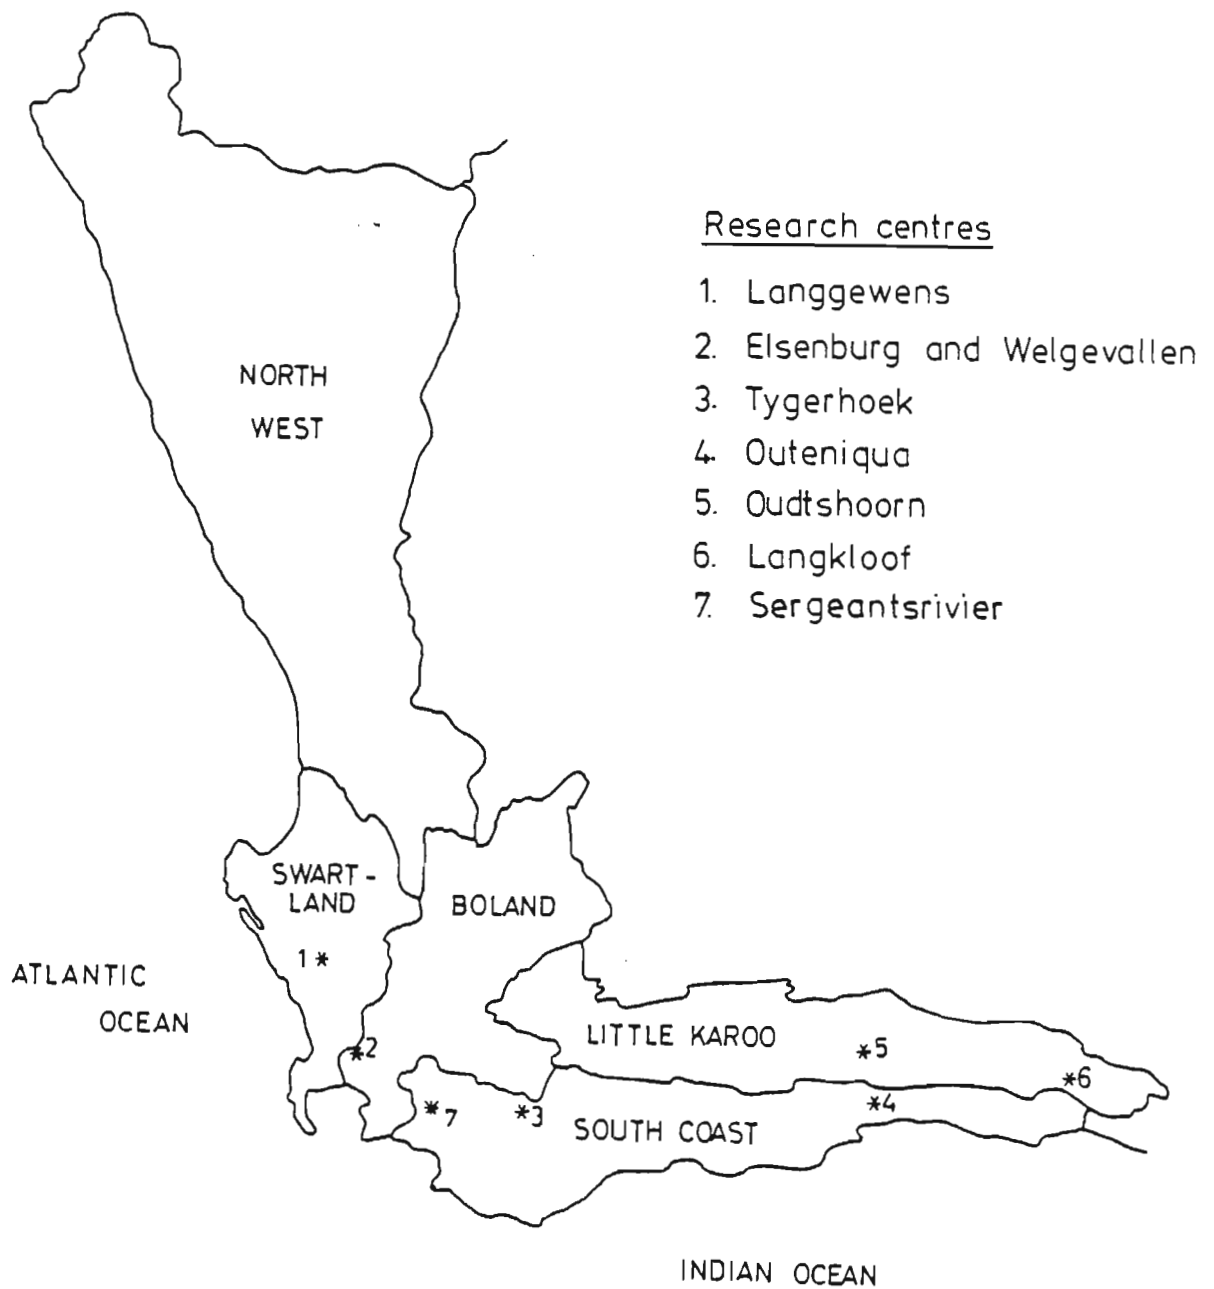 Research centres
1. Langgewens
2. Elsenburg and Welgevallen
3. Tygerhoek
4. Outeniqua
5. Oudtshoorn
6. Langkloof
7. Sergeantsrivier
NORTH
WEST
SWART-
LAND
BOLAND
1*
ATLANTIC
OCEAN
LITTLE KAROO
*2
*5
*6
*7
*3
*4
SOUTH COAST
INDIAN OCEAN